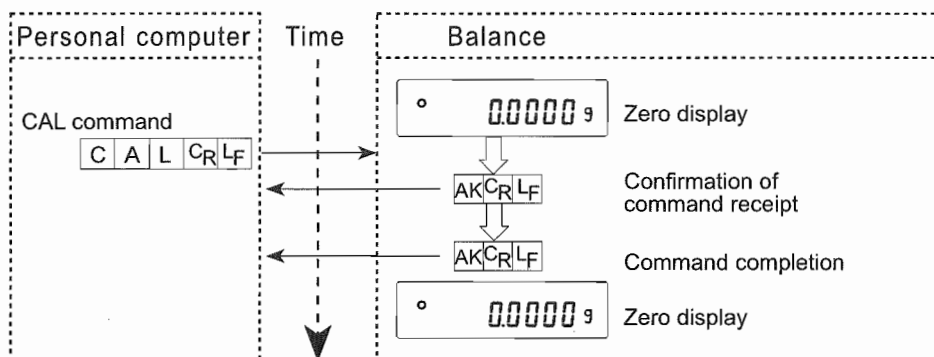 Personal computer Time Balance
0.0000 g Zero display
CAL command
C A L CR LF
AK CR LF Confirmation of
command receipt
AK CR LF Command completion
0.0000 g Zero display